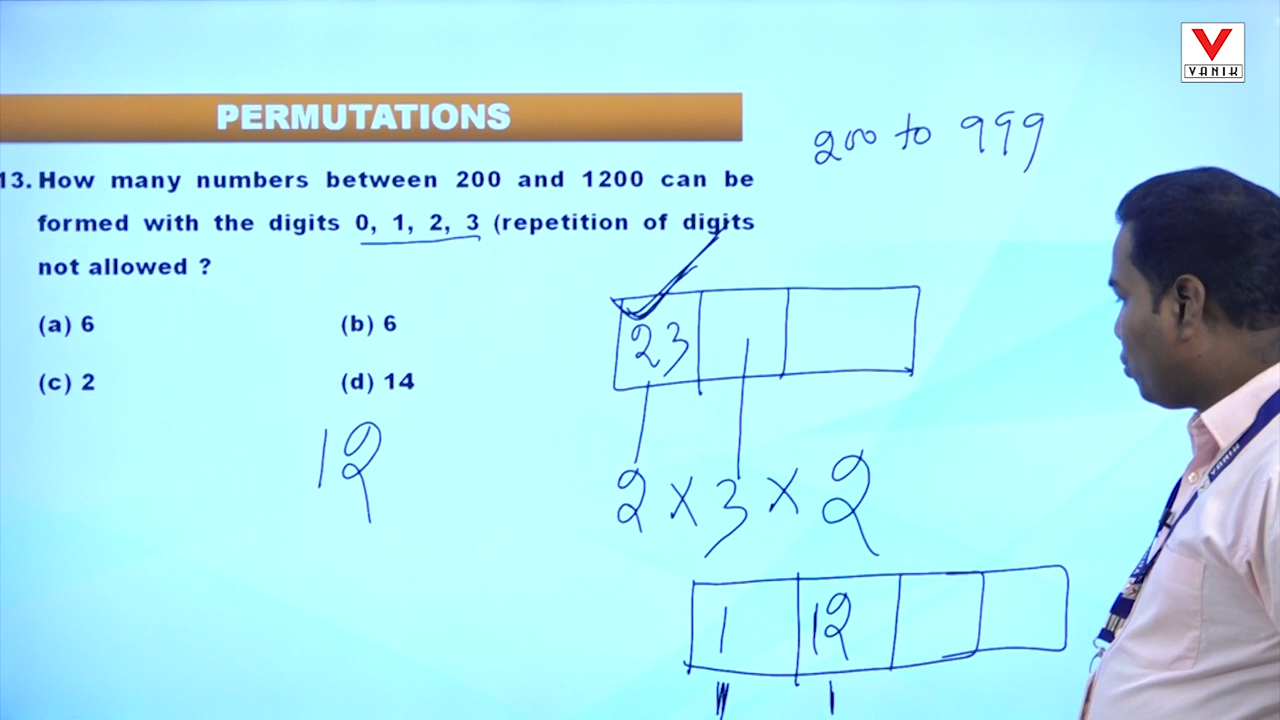 VANIK
PERMUTATIONS
200 to 999
13. How many numbers between 200 and 1200 can be
formed with the digits 0, 1, 2, 3 (repetition of digits
not allowed ?
(a) 6 (b) 6
(c) 2 (d) 14
23
12
2 × 3 × 2
1 12
VANIK